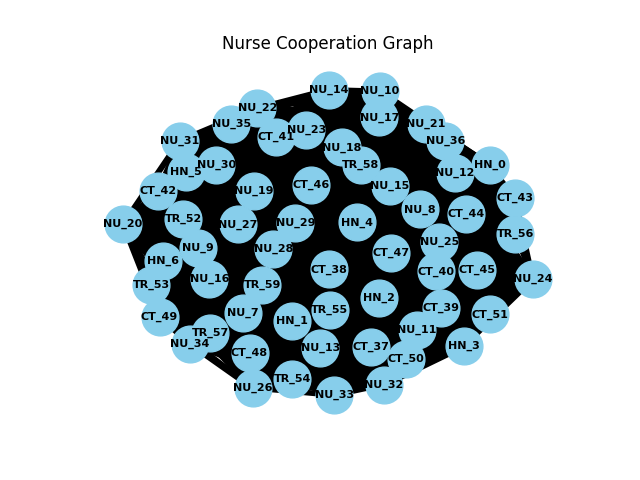 Nurse Cooperation Graph
NU_14
NU_10
NU_22
NU_17
NU_35
NU_21
NU_23
CT_41
NU_31
NU_36
NU_18
TR_58
NU_30
HN_0
HN_5
NU_12
CT_46
NU_15
CT_42
NU_19
CT_43
NU_8
CT_44
TR_52
NU_20
NU_27
NU_29
HN_4
TR_56
NU_25
NU_9
NU_28
CT_47
HN_6
CT_38
CT_40
CT_45
NU_16
NU_24
TR_53
TR_59
HN_2
CT_39
TR_55
NU_7
CT_51
CT_49
HN_1
NU_11
TR_57
NU_34
NU_13
CT_37
HN_3
CT_48
CT_50
TR_54
NU_32
NU_26
NU_33